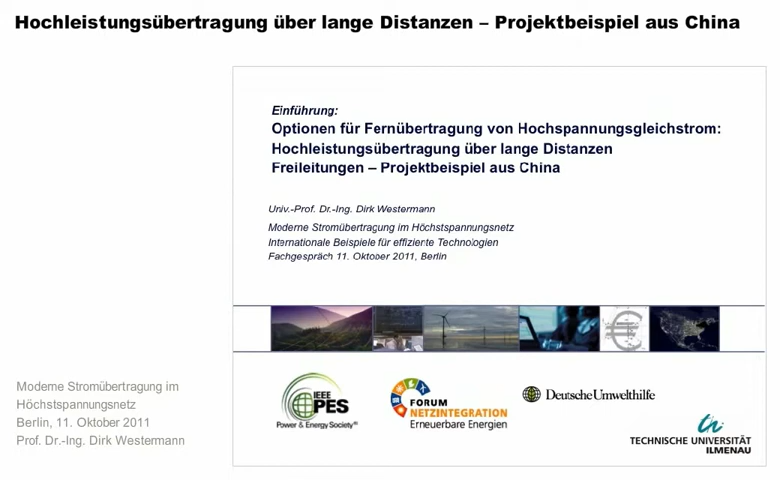 Hochleistungsübertragung über lange Distanzen – Projektbeispiel aus China
Einführung:
Optionen für Fernübertragung von Hochspannungsgleichstrom:
Hochleistungsübertragung über lange Distanzen
Freileitungen – Projektbeispiel aus China
Univ.-Prof. Dr.-Ing. Dirk Westermann
Moderne Stromübertragung im Höchstspannungsnetz
Internationale Beispiele für effiziente Technologien
Fachgespräch 11. Oktober 2011, Berlin
Moderne Stromübertragung im
Höchstspannungsnetz
Berlin, 11. Oktober 2011
Prof. Dr.-Ing. Dirk Westermann
IEEE
PES
Power & Energy Society®
FORUM
NETZINTEGRATION
Erneuerbare Energien
Deutsche Umwelthilfe
th
TECHNISCHE UNIVERSITÄT
ILMENAU